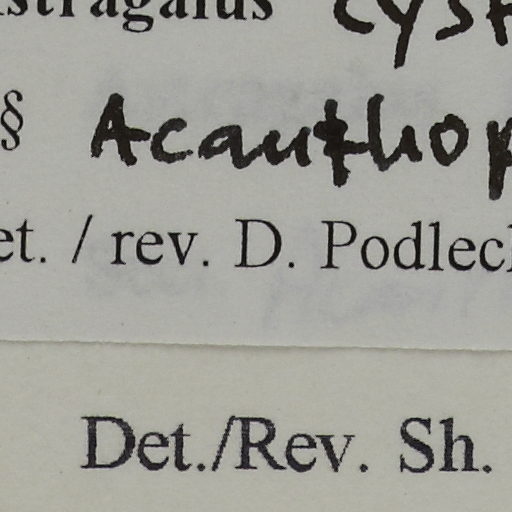 stragalus cyst
§ Acanthop
et. / rev. D. Podlech
Det./Rev. Sh.